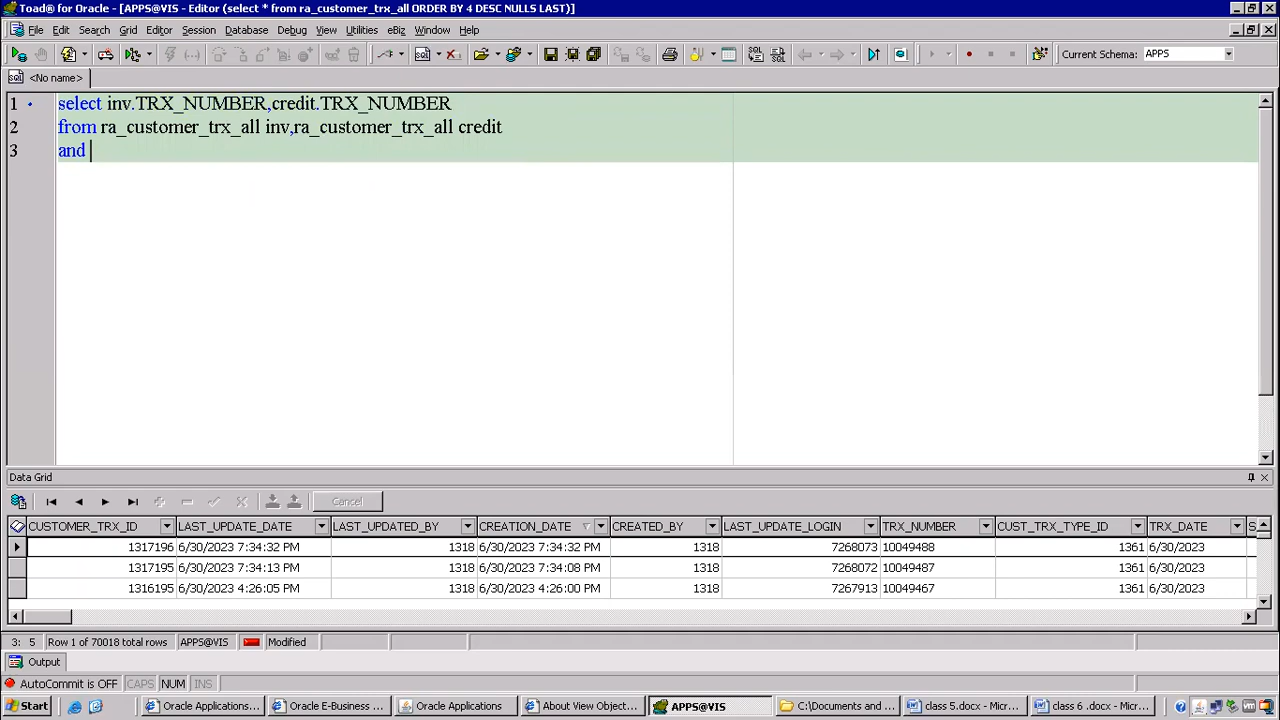 Toad® for Oracle - [APPS@VIS - Editor (select * from ra_customer_trx_all ORDER BY 4 DESC NULLS LAST)]
File Edit Search Grid Editor Session Database Debug View Utilities eBiz Window Help
Current Schema: APPS
<No name>
1 select inv.TRX_NUMBER,credit.TRX_NUMBER
2 from ra_customer_trx_all inv,ra_customer_trx_all credit
3 and
Data Grid
Cancel
CUSTOMER_TRX_ID LAST_UPDATE_DATE LAST_UPDATED_BY CREATION_DATE CREATED_BY LAST_UPDATE_LOGIN TRX_NUMBER CUST_TRX_TYPE_ID TRX_DATE S
1317196 6/30/2023 7:34:32 PM 1318 6/30/2023 7:34:32 PM 1318 7268073 10049488 1361 6/30/2023
1317195 6/30/2023 7:34:13 PM 1318 6/30/2023 7:34:08 PM 1318 7268072 10049487 1361 6/30/2023
1316195 6/30/2023 4:26:05 PM 1318 6/30/2023 4:26:00 PM 1318 7267913 10049467 1361 6/30/2023
3: 5 Row 1 of 70018 total rows APPS@VIS Modified
Output
AutoCommit is OFF CAPS NUM INS
Start Oracle Applications... Oracle E-Business ... Oracle Applications About View Object... APPS@VIS C:\Documents and ... class 5.docx - Micr... class 6 .docx - Micr...